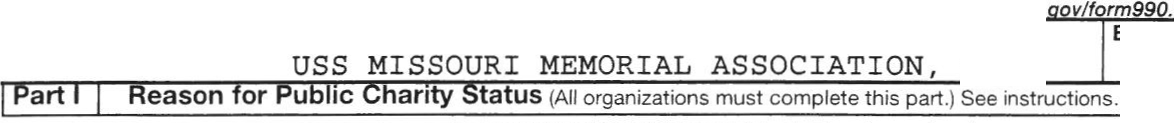 gov/form990.
USS MISSOURI MEMORIAL ASSOCIATION,
Part I Reason for Public Charity Status (All organizations must complete this part.) See instructions.